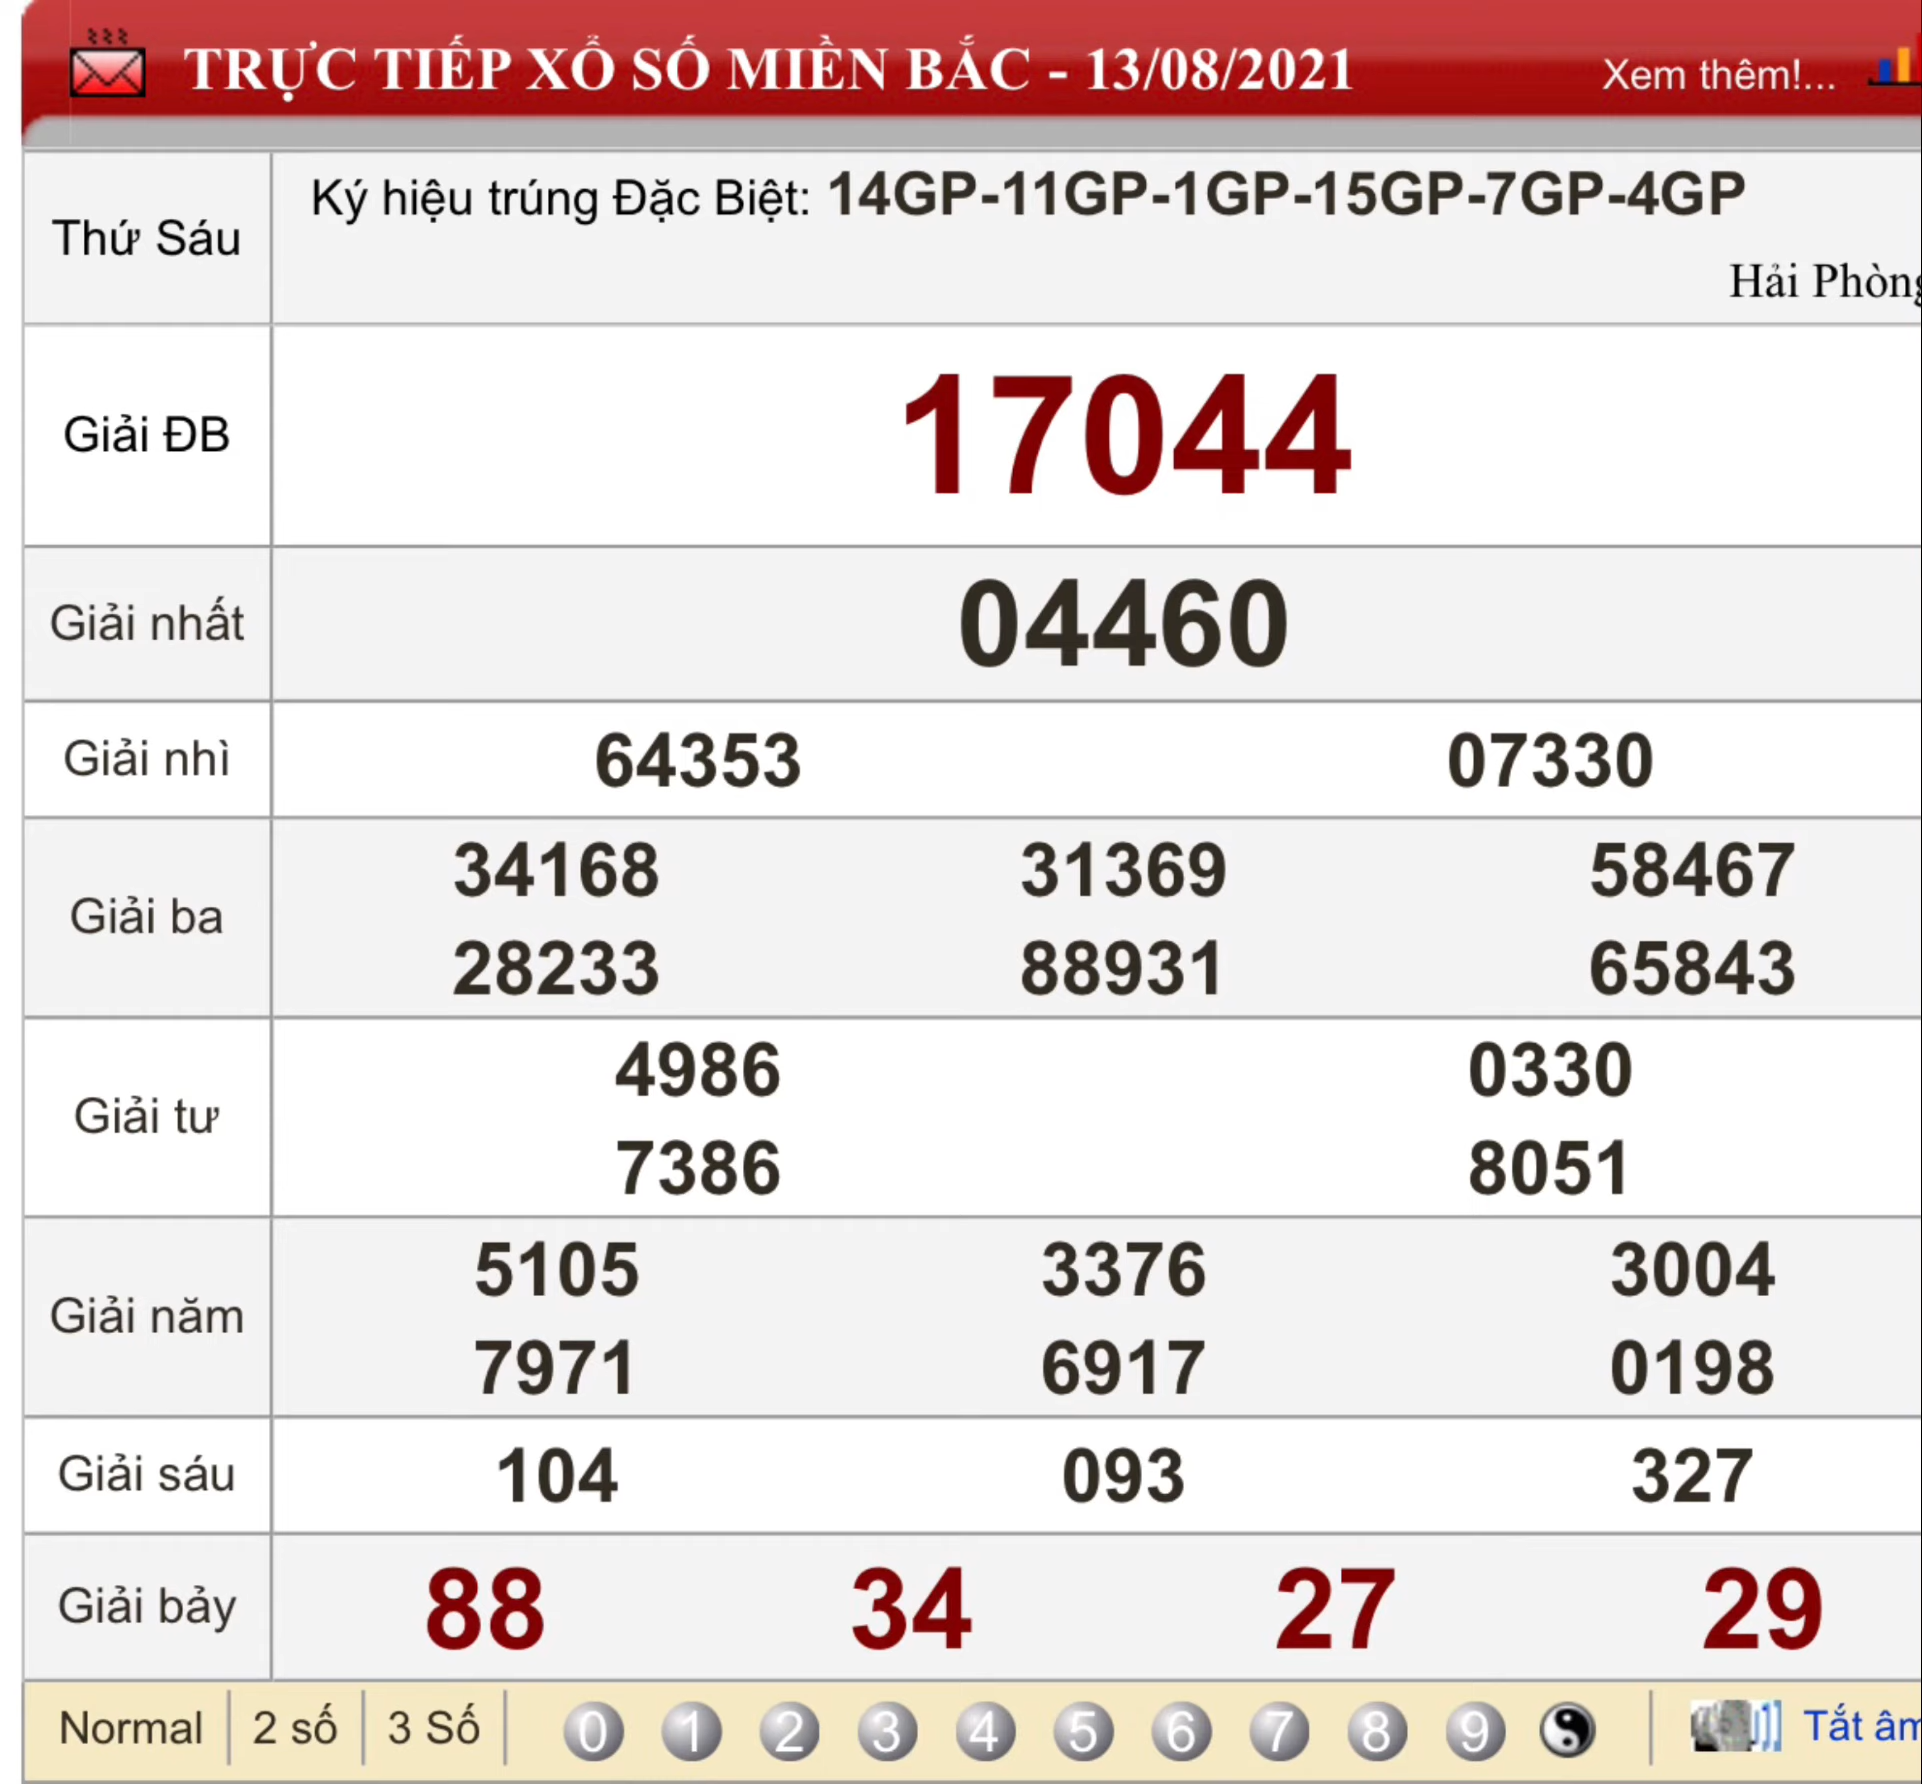 TRỰC TIẾP XỔ SỐ MIỀN BẮC - 13/08/2021 Xem thêm!...
Ký hiệu trúng Đặc Biệt: 14GP-11GP-1GP-15GP-7GP-4GP
Thứ Sáu
Hải Phòng
Giải ĐB 17044
Giải nhất 04460
Giải nhì 64353 07330
34168 31369 58467
Giải ba
28233 88931 65843
4986 0330
Giải tư
7386 8051
5105 3376 3004
Giải năm
7971 6917 0198
Giải sáu 104 093 327
Giải bảy 88 34 27 29
Normal 2 số 3 Số 0 1 2 3 4 5 6 7 8 9 Tắt âm